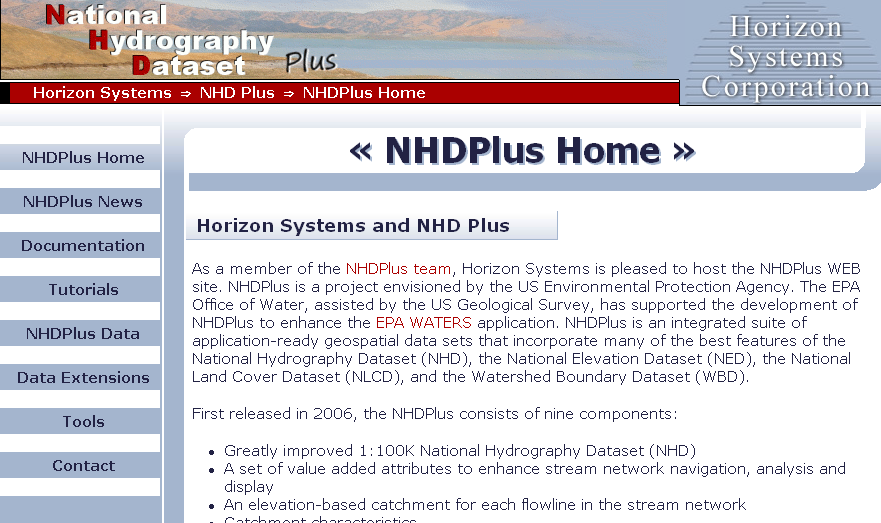 National
Hydrography
Dataset Plus
Horizon
Systems
Corporation
Horizon Systems ⇒ NHD Plus ⇒ NHDPlus Home
NHDPlus Home
NHDPlus News
Documentation
Tutorials
NHDPlus Data
Data Extensions
Tools
Contact
« NHDPlus Home »
Horizon Systems and NHD Plus
As a member of the NHDPlus team, Horizon Systems is pleased to host the NHDPlus WEB
site. NHDPlus is a project envisioned by the US Environmental Protection Agency. The EPA
Office of Water, assisted by the US Geological Survey, has supported the development of
NHDPlus to enhance the EPA WATERS application. NHDPlus is an integrated suite of
application-ready geospatial data sets that incorporate many of the best features of the
National Hydrography Dataset (NHD), the National Elevation Dataset (NED), the National
Land Cover Dataset (NLCD), and the Watershed Boundary Dataset (WBD).
First released in 2006, the NHDPlus consists of nine components:
• Greatly improved 1:100K National Hydrography Dataset (NHD)
• A set of value added attributes to enhance stream network navigation, analysis and
display
• An elevation-based catchment for each flowline in the stream network
• Catchment characteristics